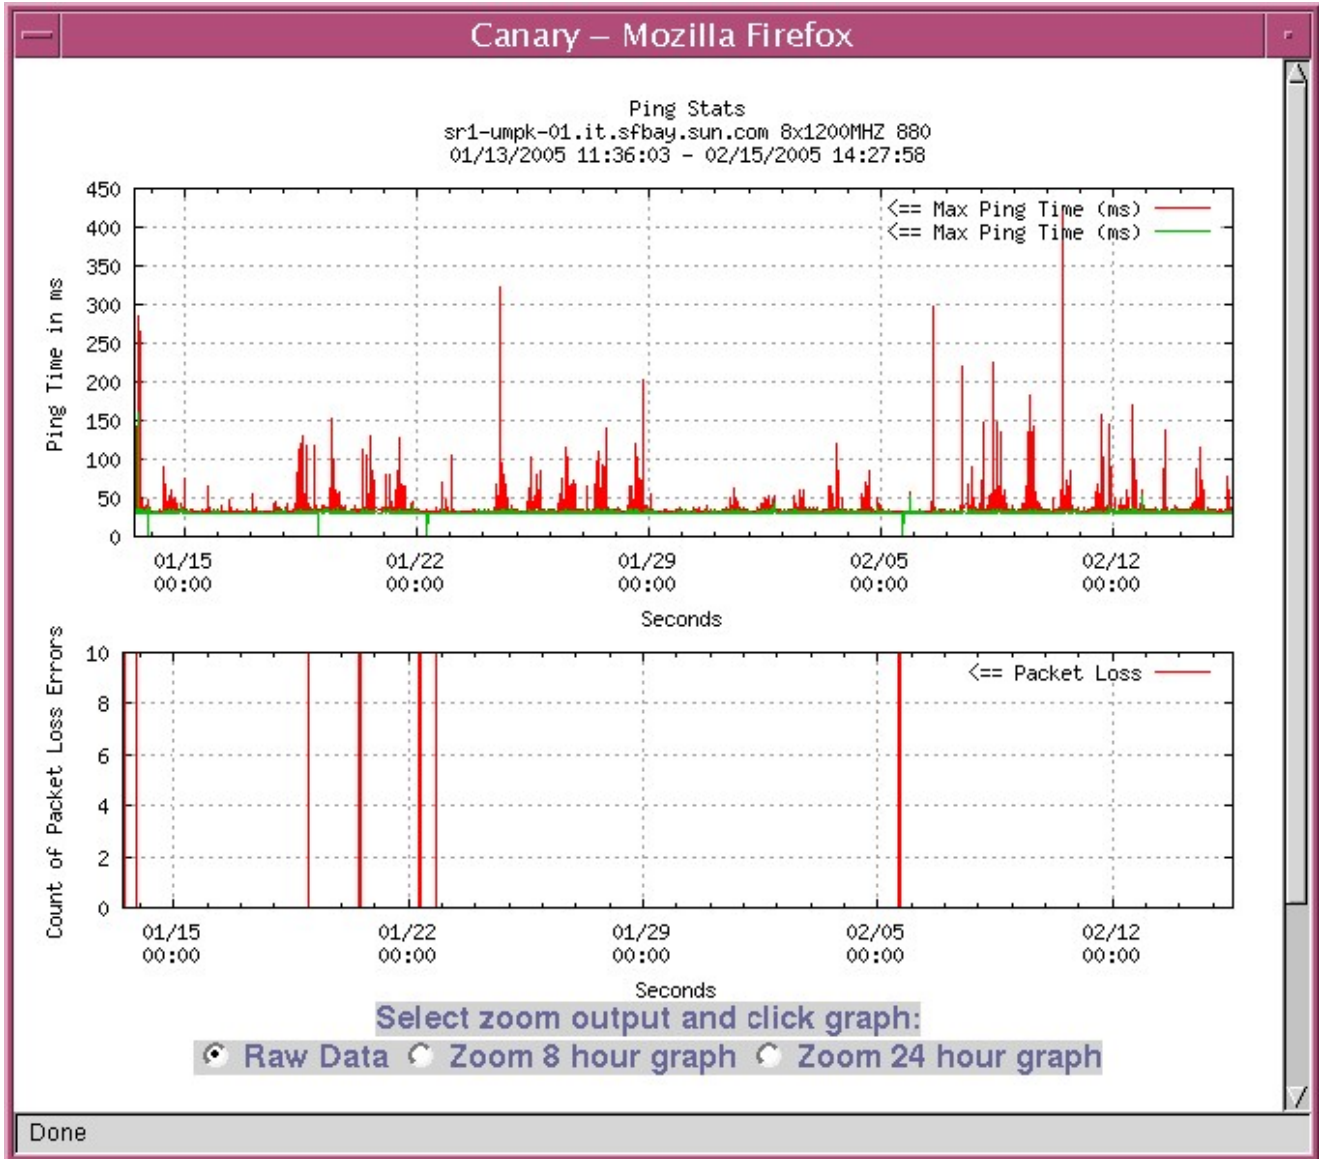 Canary – Mozilla Firefox
Ping Stats
sr1-umpk-01.it.sfbay.sun.com 8x1200MHZ 880
01/13/2005 11:36:03 - 02/15/2005 14:27:58
Ping Time in ms
450
400
350
300
250
200
150
100
50
0
<== Max Ping Time (ms)
<== Max Ping Time (ms)
01/15 01/22 01/29 02/05 02/12
00:00 00:00 00:00 00:00 00:00
Seconds
Count of Packet Loss Errors
10
8
6
4
2
0
<== Packet Loss
01/15 01/22 01/29 02/05 02/12
00:00 00:00 00:00 00:00 00:00
Seconds
Select zoom output and click graph:
Raw Data Zoom 8 hour graph Zoom 24 hour graph
Done